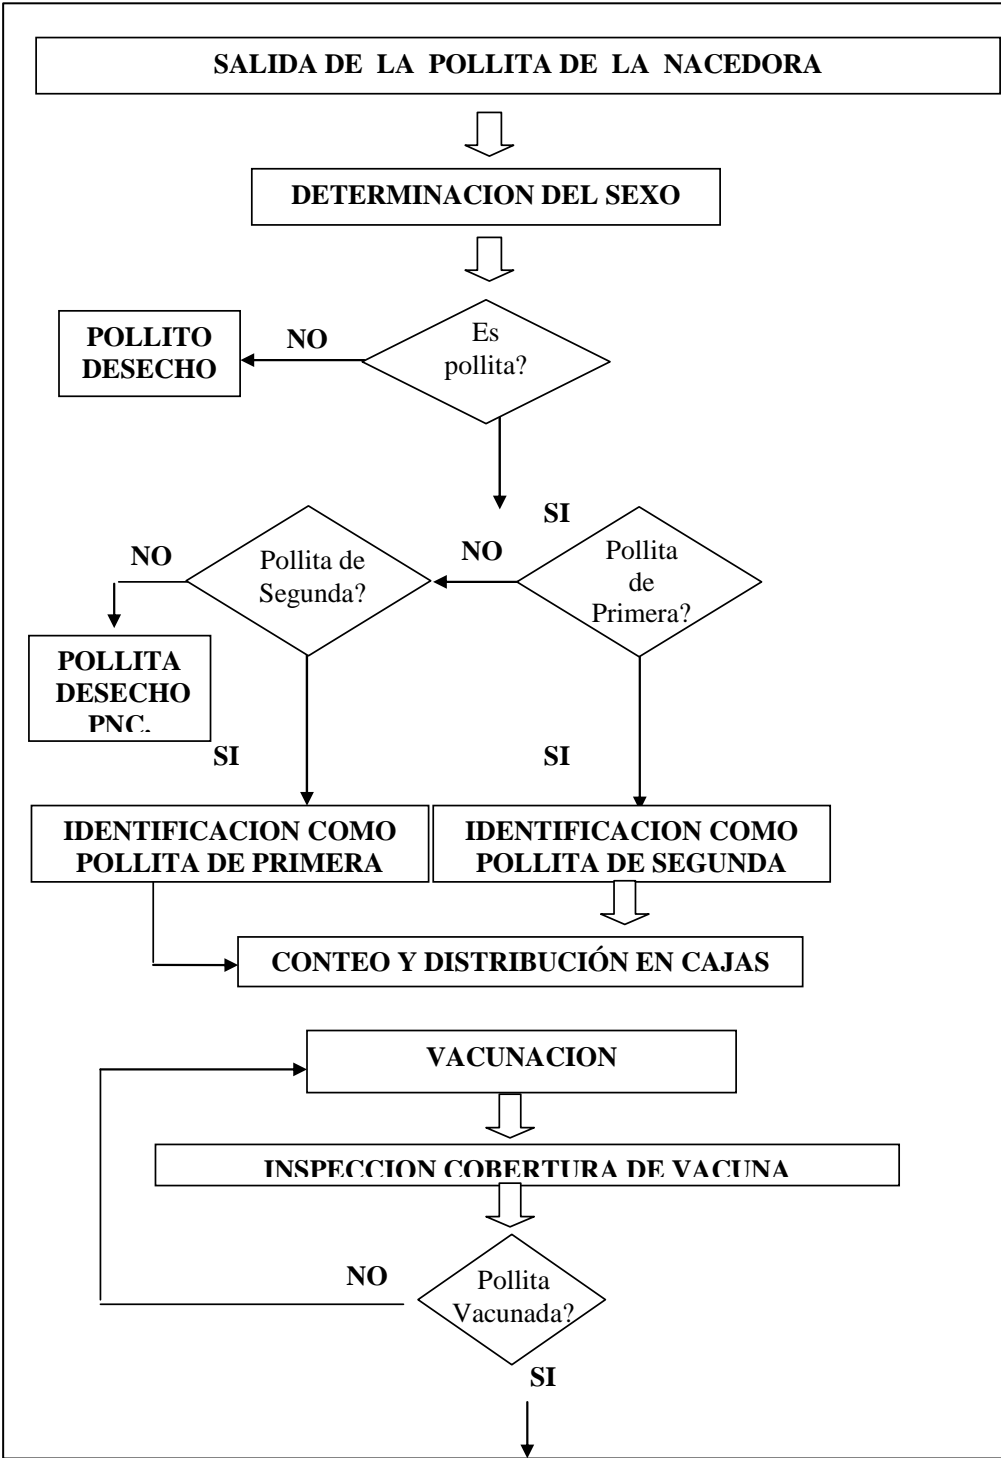 SALIDA DE LA POLLITA DE LA NACEDORA
DETERMINACION DEL SEXO
POLLITO
DESECHO
NO
Es
pollita?
SI
NO
Pollita de
Segunda?
NO
Pollita
de
Primera?
POLLITA
DESECHO
PNC.
SI
SI
IDENTIFICACION COMO
POLLITA DE PRIMERA
IDENTIFICACION COMO
POLLITA DE SEGUNDA
CONTEO Y DISTRIBUCIÓN EN CAJAS
VACUNACION
INSPECCION COBERTURA DE VACUNA
NO
Pollita
Vacunada?
SI